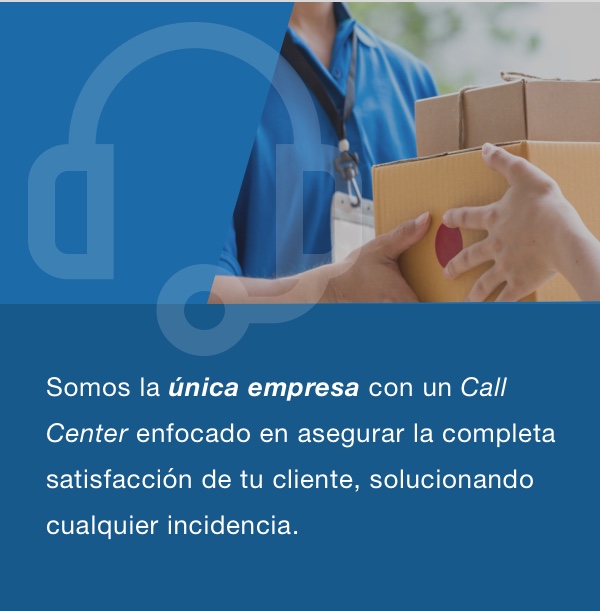 Somos la única empresa con un Call
Center enfocado en asegurar la completa
satisfacción de tu cliente, solucionando
cualquier incidencia.